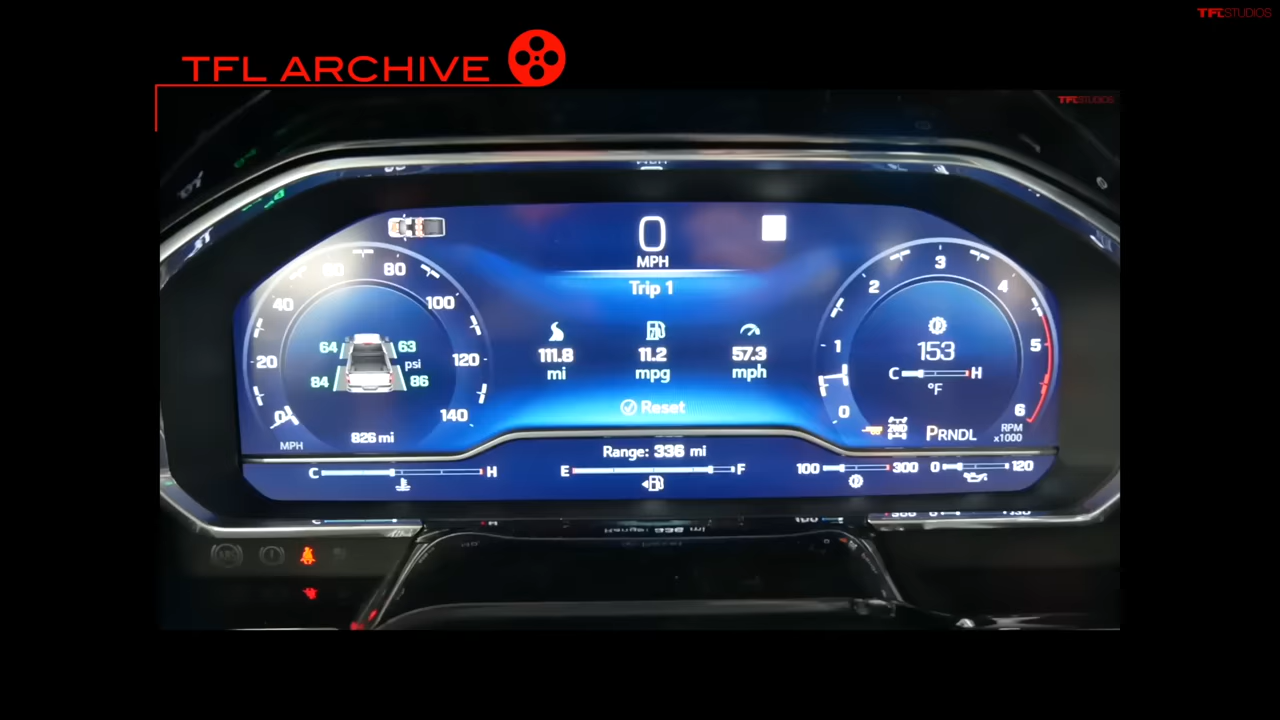 TFLSTUDIOS
TFL ARCHIVE
TFLSTUDIOS
0
MPH
Trip 1
111.8
mi
11.2
mpg
57.3
mph
Reset
0
20
40
60
80
100
120
140
MPH
64
63
psi
84
86
826 mi
0
1
2
3
4
5
6
RPM
x1000
153
C
H
°F
2WD
PRNDL
Range: 336 mi
C
H
E
F
100
300
0
120